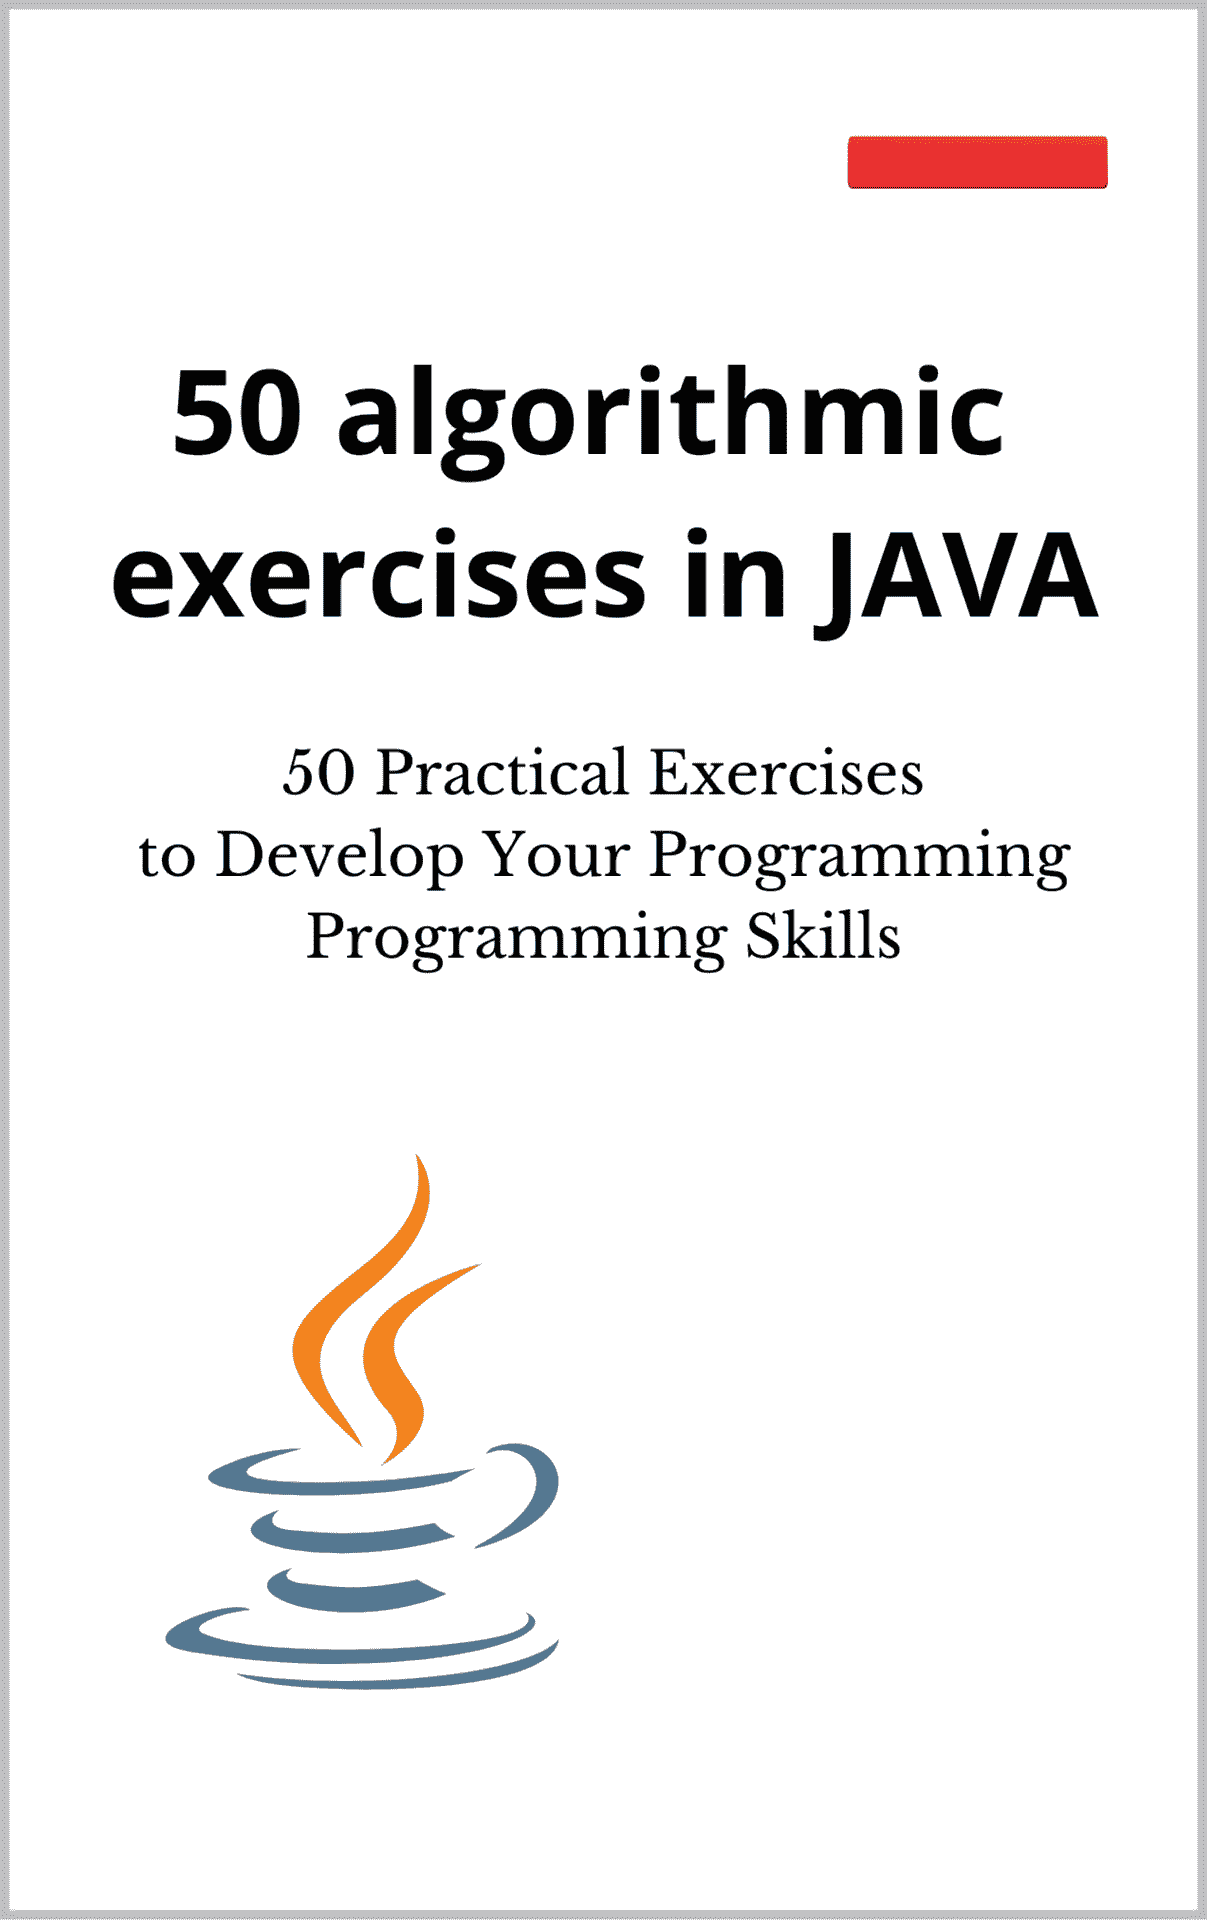 50 algorithmic
exercises in JAVA
50 Practical Exercises
to Develop Your Programming
Programming Skills